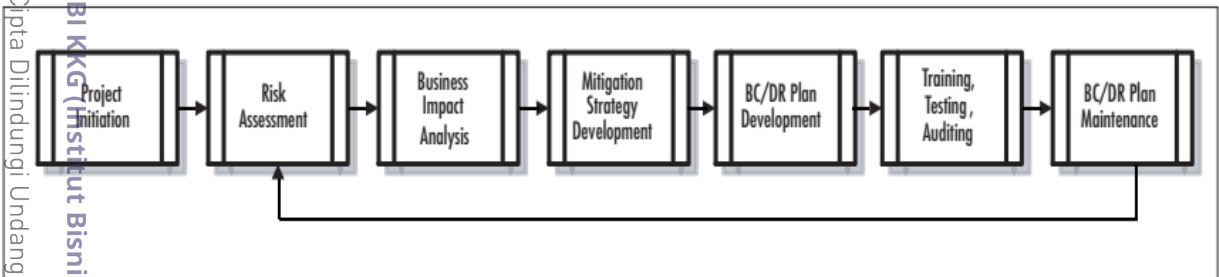 BI KKG (Institut Bisni
Cipta Dilindungi Undang
Project
Initiation
Risk
Assessment
Business
Impact
Analysis
Mitigation
Strategy
Development
BC/DR Plan
Development
Training,
Testing ,
Auditing
BC/DR Plan
Maintenance